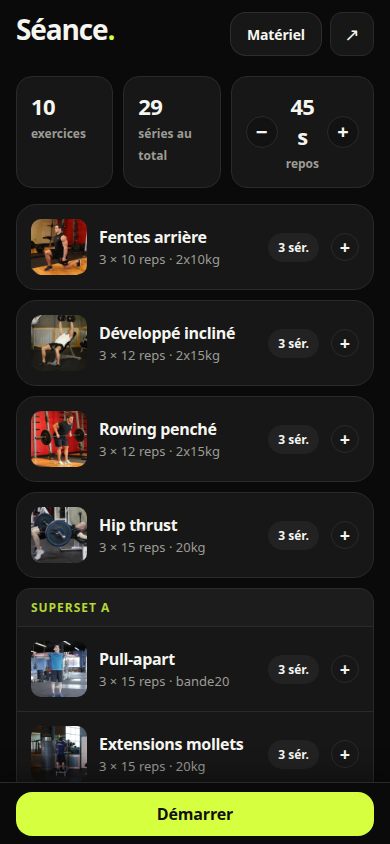 Séance.
Matériel
↗
10
exercices
29
séries au
total
−
45
s
repos
+
Fentes arrière
3 × 10 reps · 2x10kg
3 sér.
+
Développé incliné
3 × 12 reps · 2x15kg
3 sér.
+
Rowing penché
3 × 12 reps · 2x15kg
3 sér.
+
Hip thrust
3 × 15 reps · 20kg
3 sér.
+
SUPERSET A
Pull-apart
3 × 15 reps · bande20
3 sér.
+
Extensions mollets
3 × 15 reps · 20kg
3 sér.
+
Démarrer